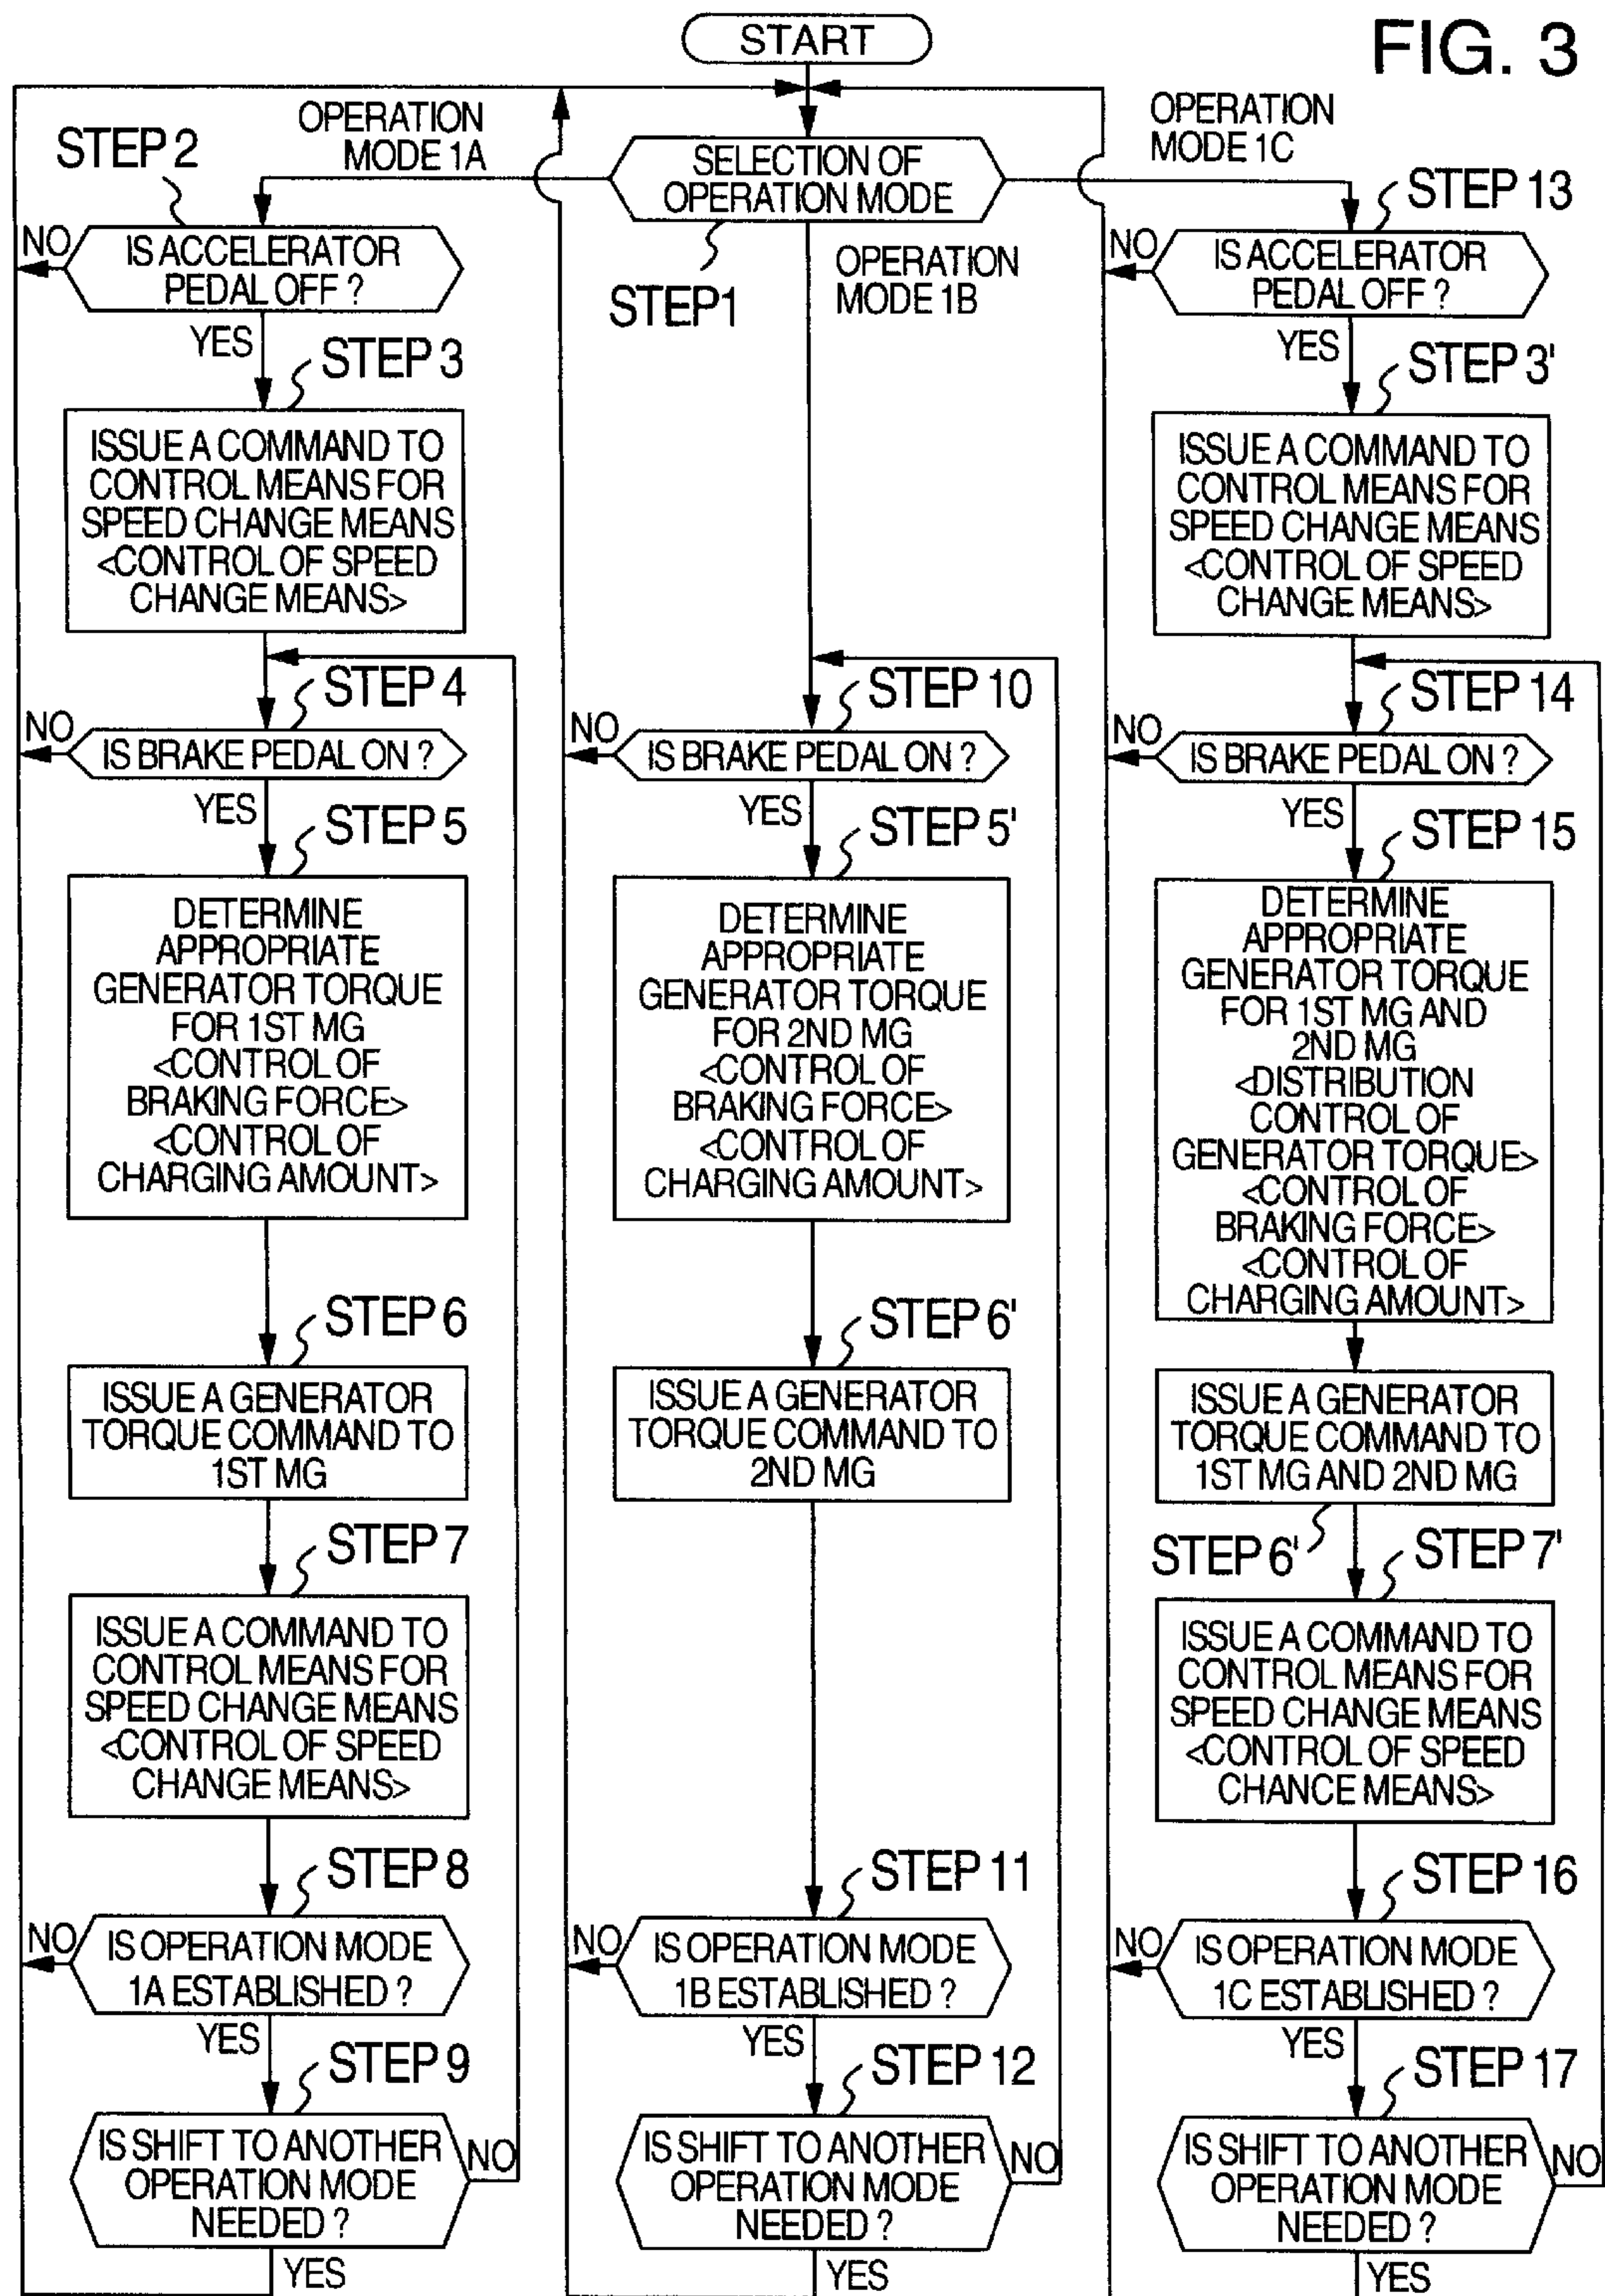 FIG. 3
START
SELECTION OF
OPERATION MODE
STEP1
OPERATION
MODE 1A
STEP 2
IS ACCELERATOR
PEDAL OFF ?
NO
YES
STEP 3
ISSUE A COMMAND TO
CONTROL MEANS FOR
SPEED CHANGE MEANS
<CONTROL OF SPEED
CHANGE MEANS>
STEP 4
NO
IS BRAKE PEDAL ON ?
YES
STEP 5
DETERMINE
APPROPRIATE
GENERATOR TORQUE
FOR 1ST MG
<CONTROL OF
BRAKING FORCE>
<CONTROL OF
CHARGING AMOUNT>
STEP 6
ISSUE A GENERATOR
TORQUE COMMAND TO
1ST MG
STEP 7
ISSUE A COMMAND TO
CONTROL MEANS FOR
SPEED CHANGE MEANS
<CONTROL OF SPEED
CHANGE MEANS>
STEP 8
NO
IS OPERATION MODE
1A ESTABLISHED ?
YES
STEP 9
IS SHIFT TO ANOTHER
OPERATION MODE
NEEDED ?
NO
YES
OPERATION
MODE 1B
STEP 10
NO
IS BRAKE PEDAL ON ?
YES
STEP 5'
DETERMINE
APPROPRIATE
GENERATOR TORQUE
FOR 2ND MG
<CONTROL OF
BRAKING FORCE>
<CONTROL OF
CHARGING AMOUNT>
STEP 6'
ISSUE A GENERATOR
TORQUE COMMAND TO
2ND MG
STEP 11
NO
IS OPERATION MODE
1B ESTABLISHED ?
YES
STEP 12
IS SHIFT TO ANOTHER
OPERATION MODE
NEEDED ?
NO
YES
OPERATION
MODE 1C
STEP 13
NO
IS ACCELERATOR
PEDAL OFF ?
YES
STEP 3'
ISSUE A COMMAND TO
CONTROL MEANS FOR
SPEED CHANGE MEANS
<CONTROL OF SPEED
CHANGE MEANS>
STEP 14
NO
IS BRAKE PEDAL ON ?
YES
STEP 15
DETERMINE
APPROPRIATE
GENERATOR TORQUE
FOR 1ST MG AND
2ND MG
<DISTRIBUTION
CONTROL OF
GENERATOR TORQUE>
<CONTROL OF
BRAKING FORCE>
<CONTROL OF
CHARGING AMOUNT>
ISSUE A GENERATOR
TORQUE COMMAND TO
1ST MG AND 2ND MG
STEP 6'
STEP 7'
ISSUE A COMMAND TO
CONTROL MEANS FOR
SPEED CHANGE MEANS
<CONTROL OF SPEED
CHANCE MEANS>
STEP 16
NO
IS OPERATION MODE
1C ESTABLISHED ?
YES
STEP 17
IS SHIFT TO ANOTHER
OPERATION MODE
NEEDED ?
NO
YES